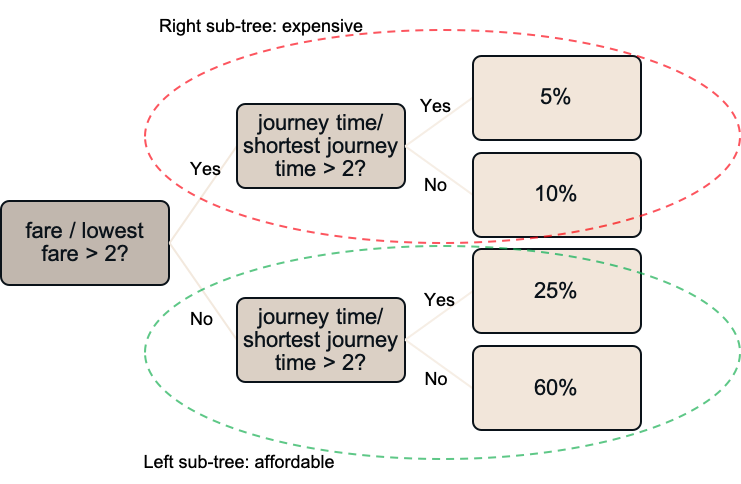 Right sub-tree: expensive
Yes
journey time/
shortest journey
time > 2?
Yes
5%
No
10%
fare / lowest
fare > 2?
No
journey time/
shortest journey
time > 2?
Yes
25%
No
60%
Left sub-tree: affordable